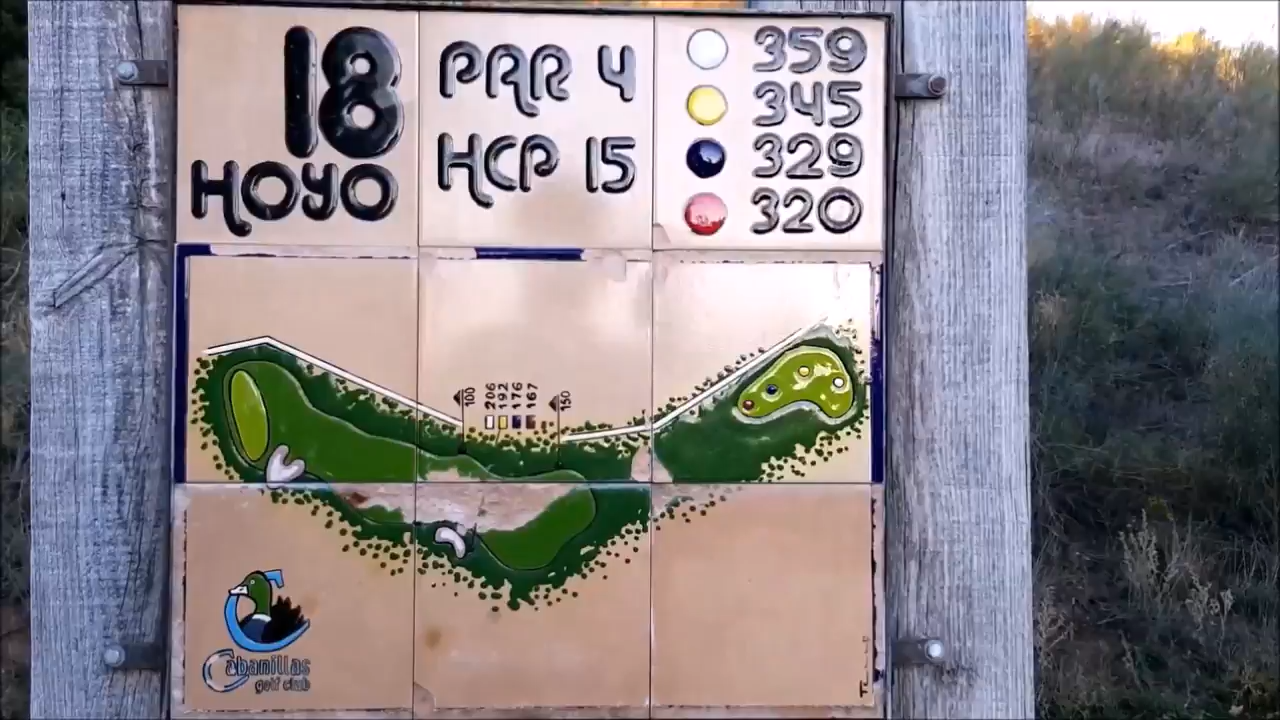 18
HOYO
PAR 4
HCP 15
359
345
329
320
100
206
192
176
167
150
Cabanillas
golf club